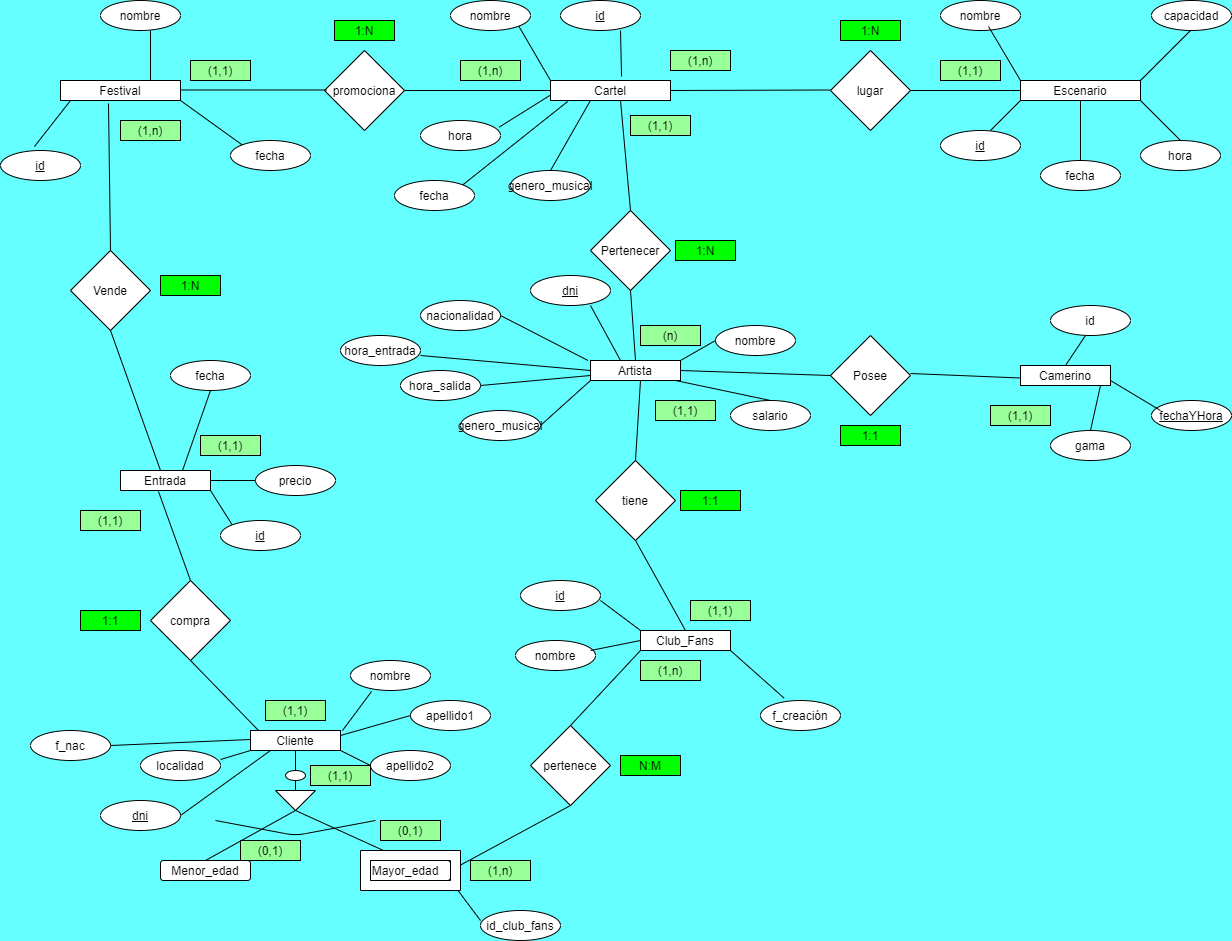 nombre
nombre
id
nombre
capacidad
1:N
1:N
(1,1)
(1,n)
(1,n)
(1,1)
Festival
promociona
Cartel
lugar
Escenario
(1,n)
(1,1)
hora
id
fecha
hora
id
fecha
genero_musical
fecha
Pertenecer
1:N
Vende
1:N
dni
nacionalidad
id
(n)
nombre
hora_entrada
Artista
Posee
Camerino
fecha
hora_salida
(1,1)
salario
(1,1)
fechaYHora
genero_musical
1:1
gama
(1,1)
Entrada
precio
tiene
1:1
(1,1)
id
id
(1,1)
1:1
compra
Club_Fans
nombre
(1,n)
nombre
(1,1)
apellido1
f_creación
f_nac
Cliente
localidad
apellido2
pertenece
N:M
(1,1)
dni
(0,1)
(0,1)
Menor_edad
Mayor_edad
(1,n)
id_club_fans